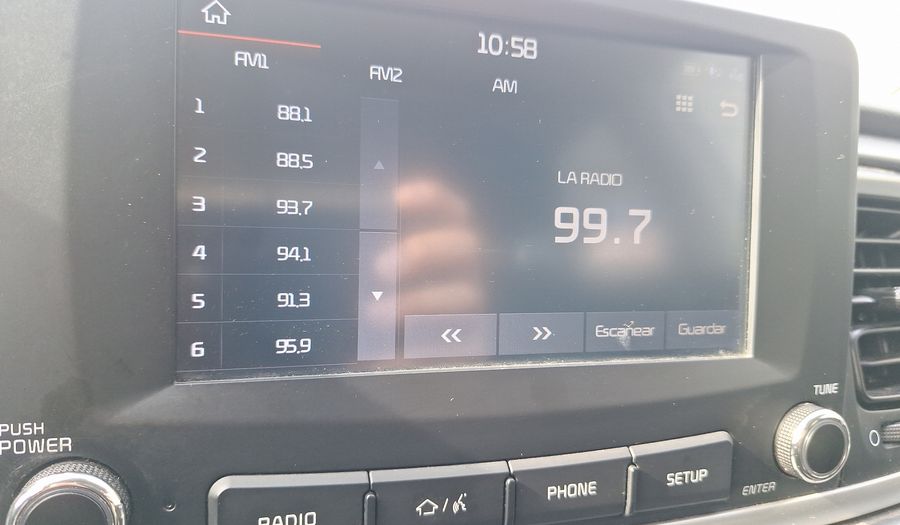 10:58
FM1 FM2 AM
1 88.1
2 88.5
3 93.7
4 94.1
5 91.3
6 95.9
LA RADIO
99.7
Escanear Guardar
PUSH
POWER
RADIO
PHONE
SETUP
TUNE
ENTER